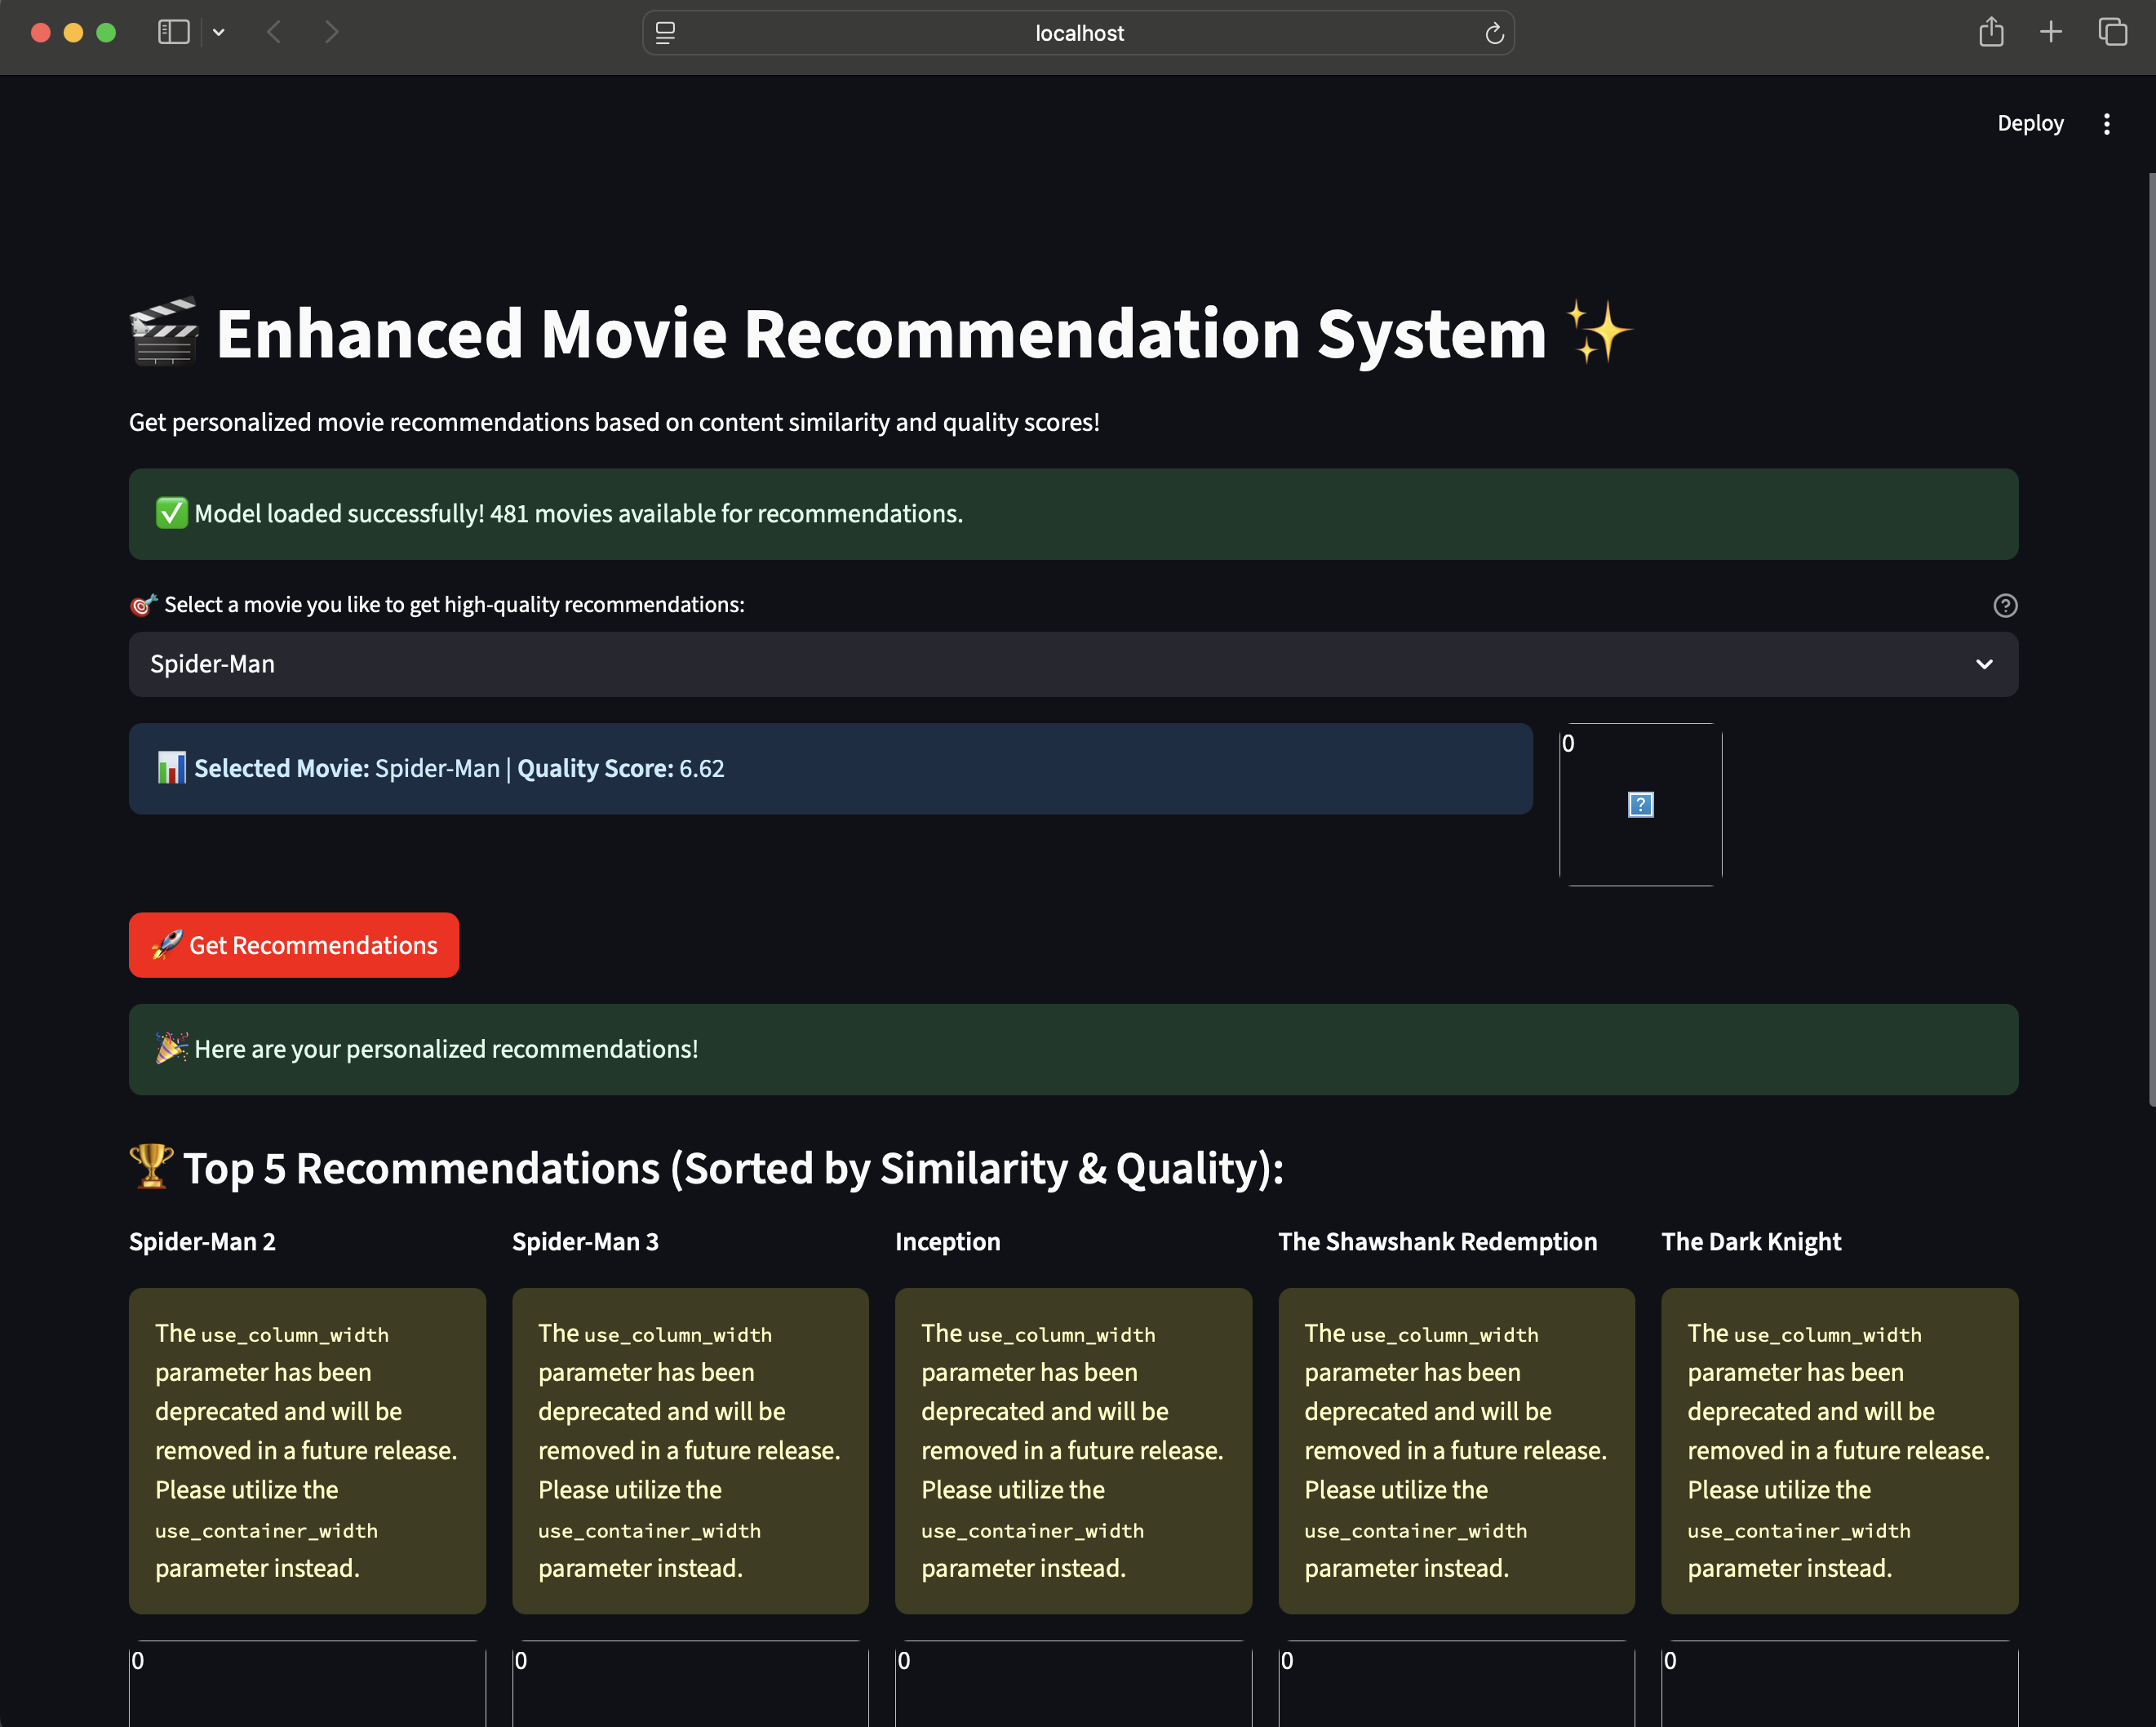 localhost
Deploy
🎬 Enhanced Movie Recommendation System ✨
Get personalized movie recommendations based on content similarity and quality scores!
✅ Model loaded successfully! 481 movies available for recommendations.
🎯 Select a movie you like to get high-quality recommendations:
Spider-Man
📊 Selected Movie: Spider-Man | Quality Score: 6.62
0
?
🚀 Get Recommendations
🎉 Here are your personalized recommendations!
🏆 Top 5 Recommendations (Sorted by Similarity & Quality):
Spider-Man 2
The use_column_width
parameter has been
deprecated and will be
removed in a future release.
Please utilize the
use_container_width
parameter instead.
0
Spider-Man 3
The use_column_width
parameter has been
deprecated and will be
removed in a future release.
Please utilize the
use_container_width
parameter instead.
0
Inception
The use_column_width
parameter has been
deprecated and will be
removed in a future release.
Please utilize the
use_container_width
parameter instead.
0
The Shawshank Redemption
The use_column_width
parameter has been
deprecated and will be
removed in a future release.
Please utilize the
use_container_width
parameter instead.
0
The Dark Knight
The use_column_width
parameter has been
deprecated and will be
removed in a future release.
Please utilize the
use_container_width
parameter instead.
0